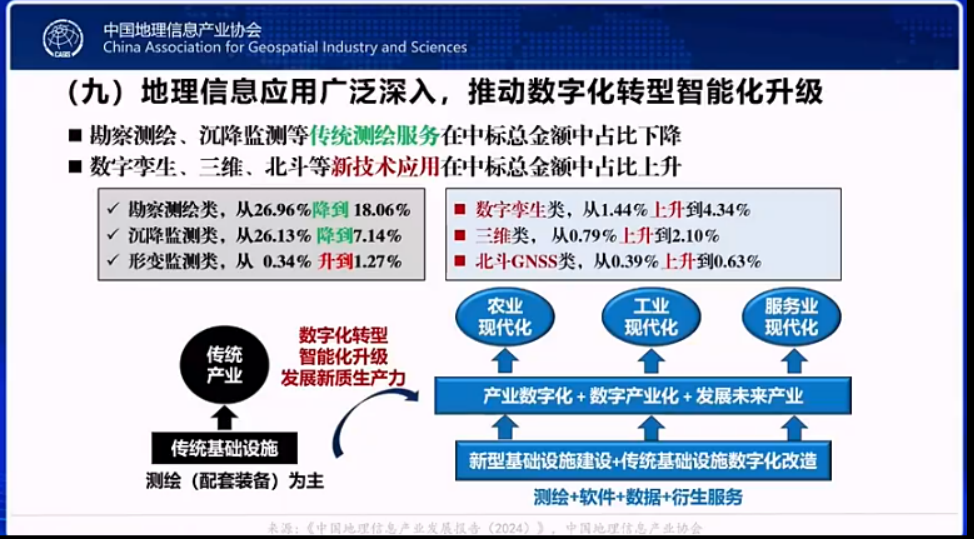 中国地理信息产业协会
China Association for Geospatial Industry and Sciences
CAGIS
（九）地理信息应用广泛深入，推动数字化转型智能化升级
■ 勘察测绘、沉降监测等传统测绘服务在中标总金额中占比下降
■ 数字孪生、三维、北斗等新技术应用在中标总金额中占比上升
✓ 勘察测绘类，从26.96%降到 18.06%
✓ 沉降监测类，从26.13% 降到7.14%
✓ 形变监测类，从 0.34% 升到1.27%
■ 数字孪生类，从1.44%上升到4.34%
■ 三维类， 从0.79%上升到2.10%
■ 北斗GNSS类，从0.39%上升到0.63%
农业
现代化
工业
现代化
服务业
现代化
传统
产业
数字化转型
智能化升级
发展新质生产力
产业数字化 + 数字产业化 + 发展未来产业
传统基础设施
测绘（配套装备）为主
新型基础设施建设+传统基础设施数字化改造
测绘+软件+数据+衍生服务
来源:《中国地理信息产业发展报告（2024）》，中国地理信息产业协会